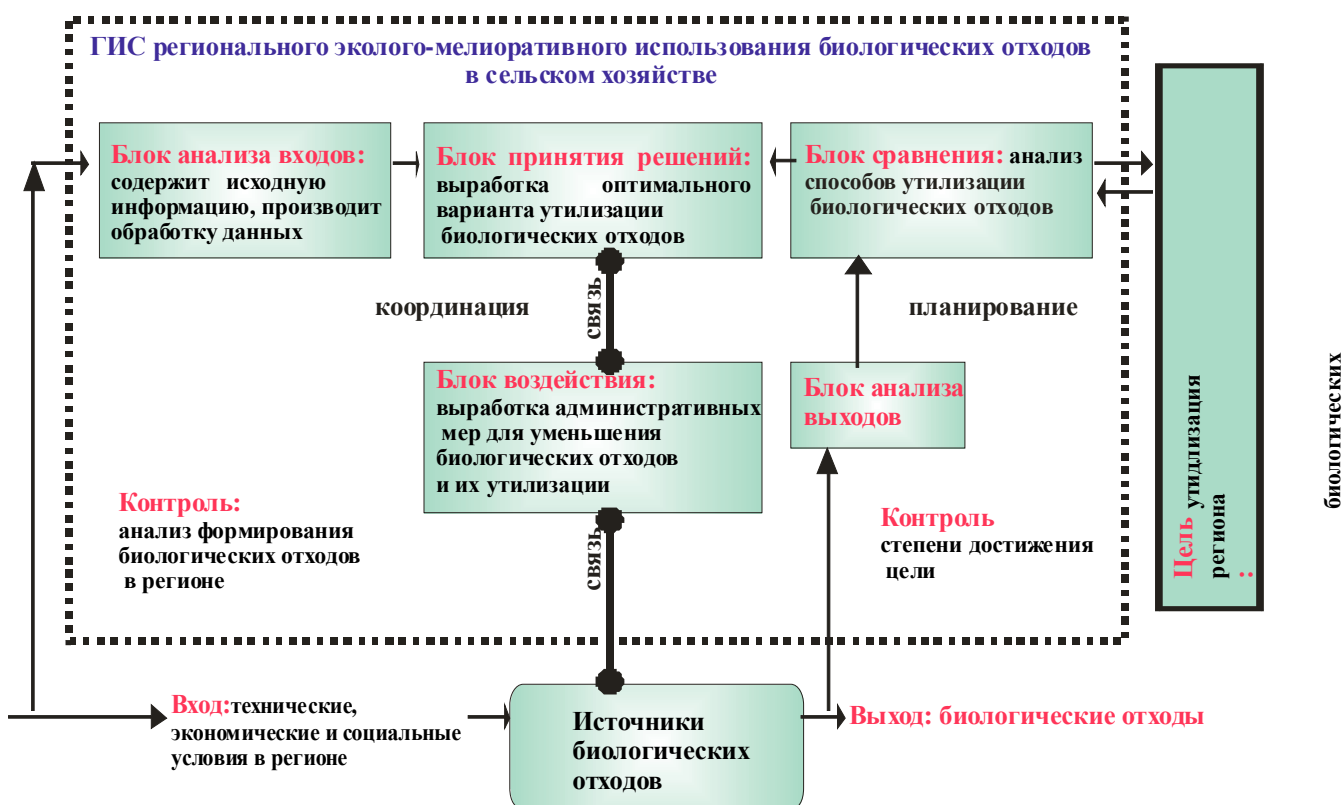 ГИС регионального эколого-мелиоративного использования биологических отходов
в сельском хозяйстве
Блок анализа входов:
содержит исходную
информацию, производит
обработку данных
Блок принятия решений:
выработка оптимального
варианта утилизации
биологических отходов
Блок сравнения: анализ
способов утилизации
биологических отходов
координация
связь
планирование
Блок воздействия:
выработка административных
мер для уменьшения
биологических отходов
и их утилизации
Блок анализа
выходов
Контроль:
анализ формирования
биологических отходов
в регионе
связь
Контроль
степени достижения
цели
Цель утидлизация
региона
:
биологических
Вход:технические,
экономические и социальные
условия в регионе
Источники
биологических
отходов
Выход: биологические отходы